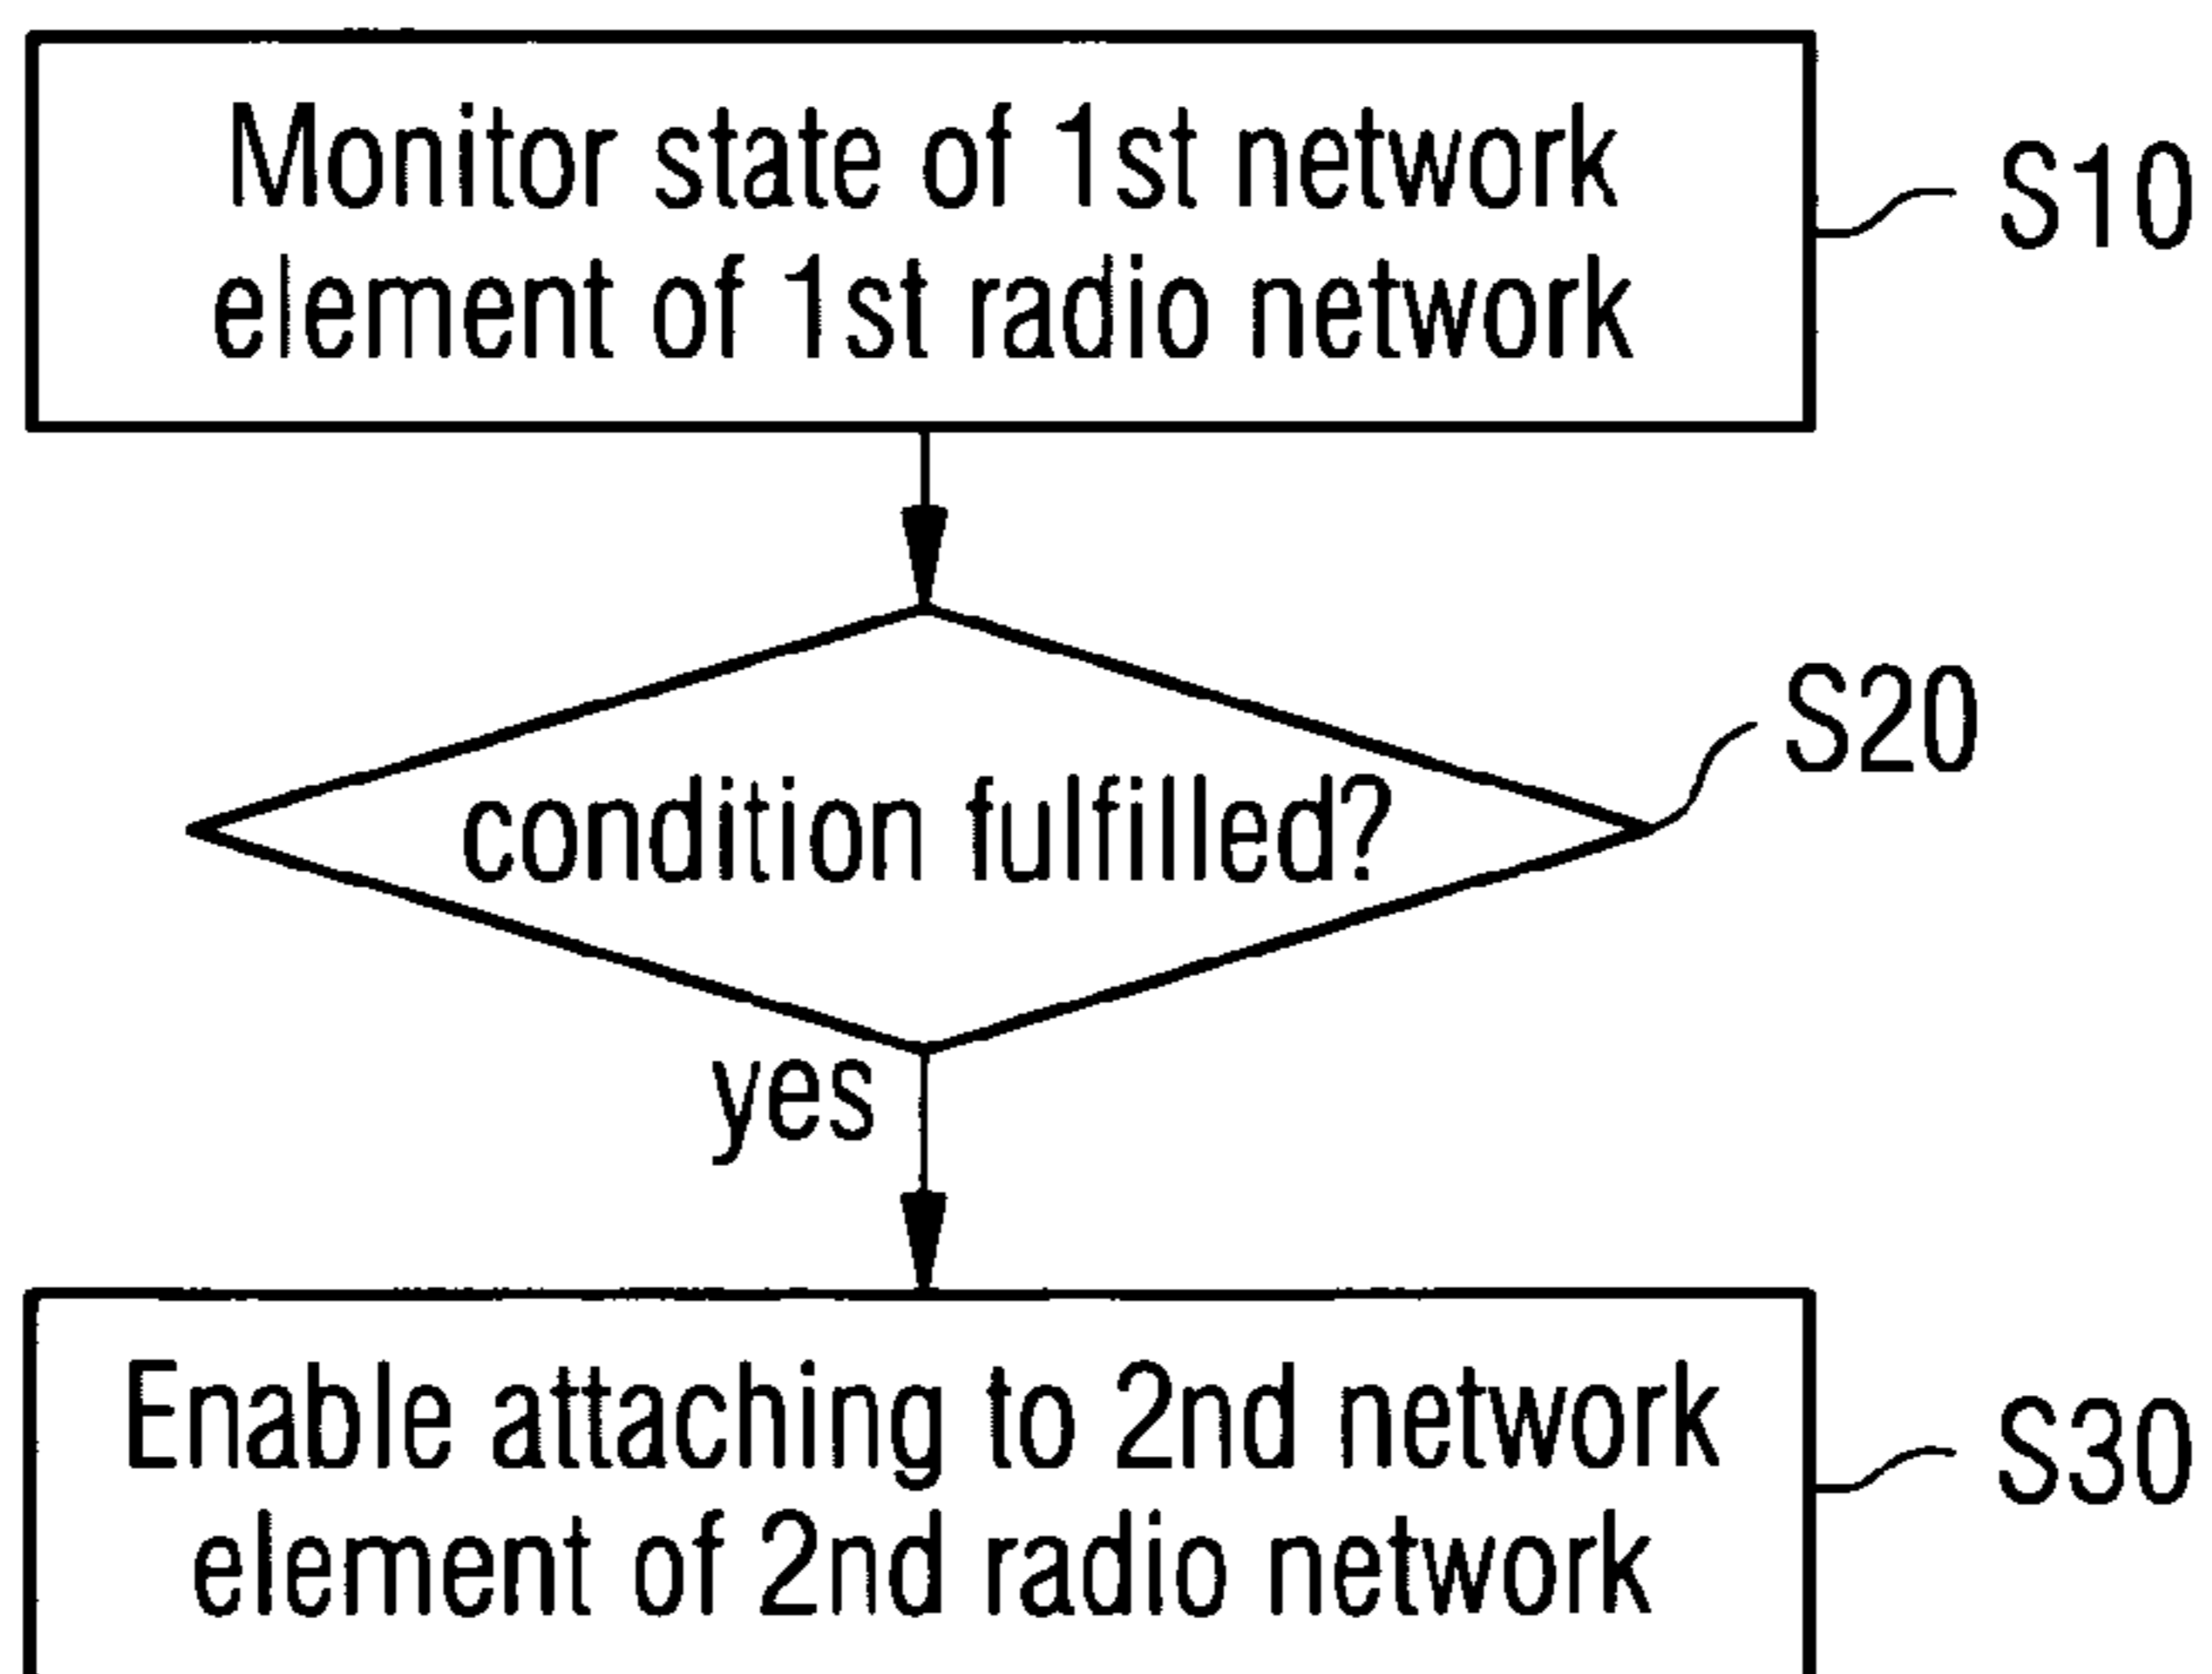 Monitor state of 1st network
element of 1st radio network
S10
condition fulfilled?
S20
yes
Enable attaching to 2nd network
element of 2nd radio network
S30